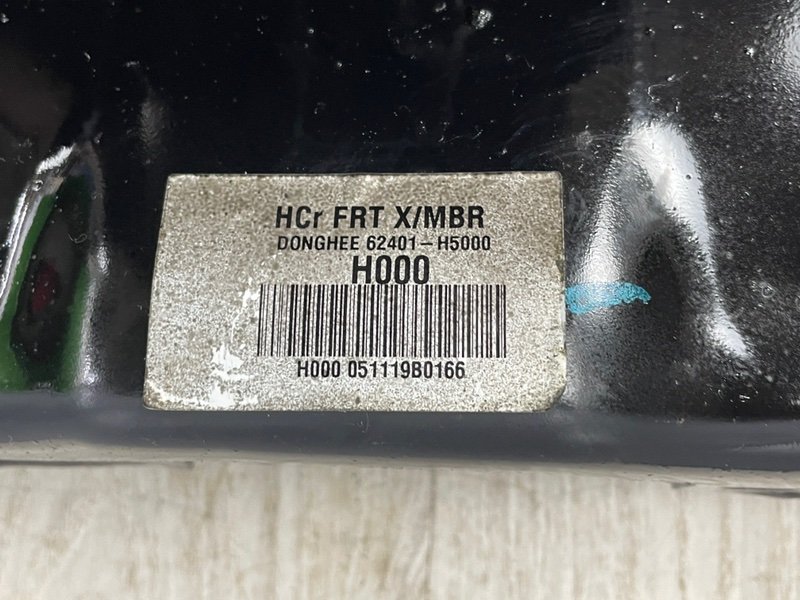 HCr FRT X/MBR
DONGHEE 62401-H5000
H000
H000 051119B0166